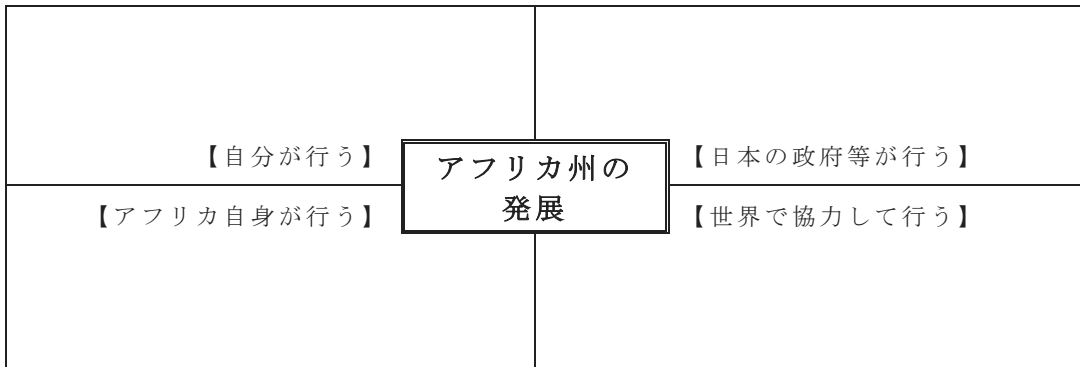 【自分が行う】
アフリカ州の
発展
【日本の政府等が行う】
【アフリカ自身が行う】
【世界で協力して行う】